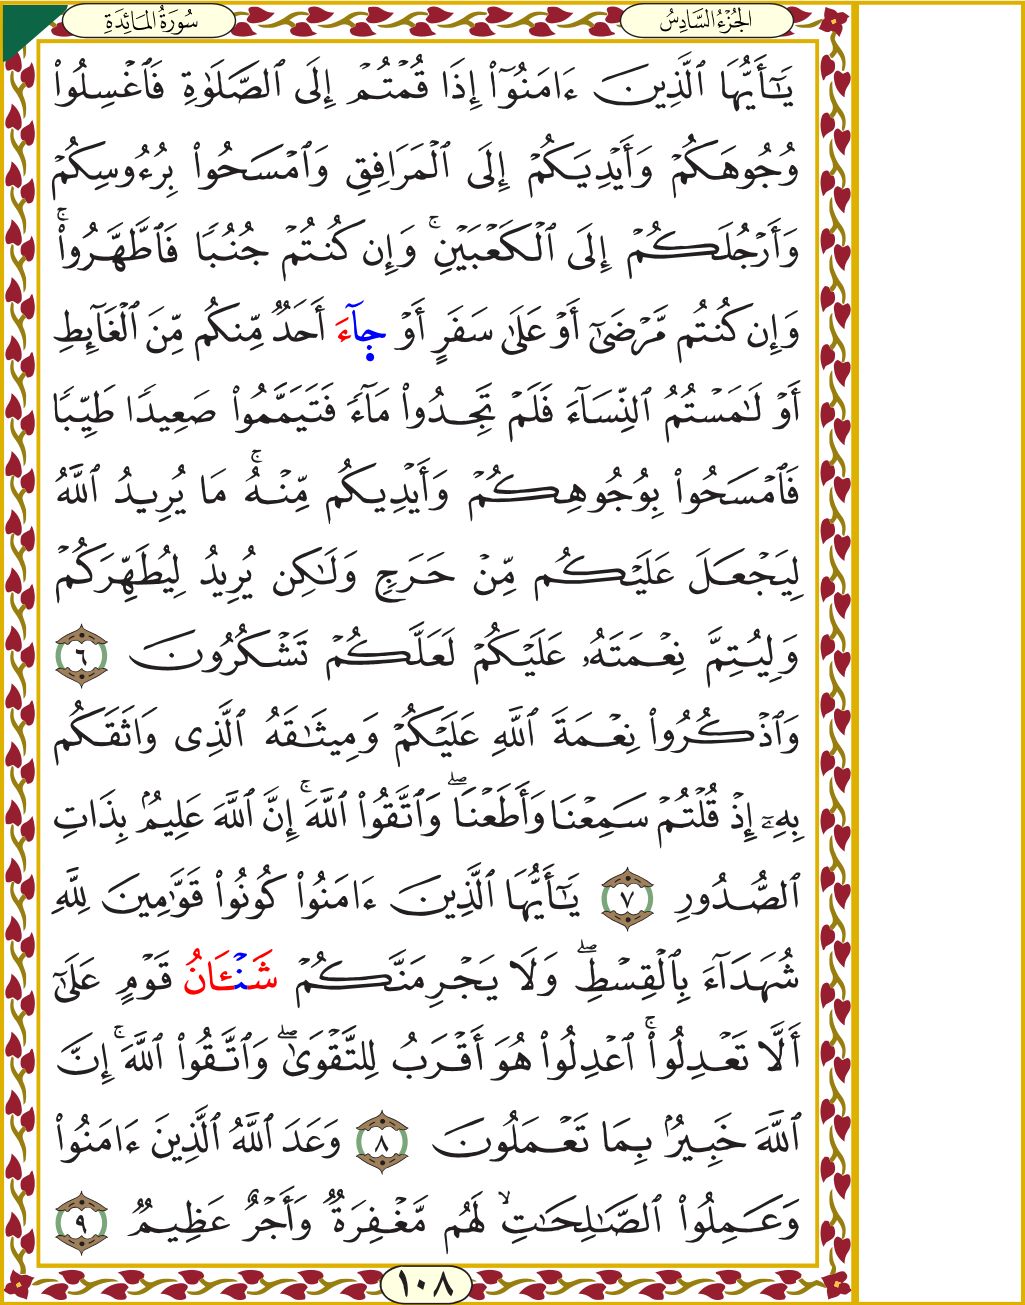 سُورَةُ المَائِدَةِ
الجُزْءُ السَّادِسُ
يَٰٓأَيُّهَا ٱلَّذِينَ ءَامَنُوٓا۟ إِذَا قُمْتُمْ إِلَى ٱلصَّلَوٰةِ فَٱغْسِلُوا۟
وُجُوهَكُمْ وَأَيْدِيَكُمْ إِلَى ٱلْمَرَافِقِ وَٱمْسَحُوا۟ بِرُءُوسِكُمْ
وَأَرْجُلَكُمْ إِلَى ٱلْكَعْبَيْنِ ۚ وَإِن كُنتُمْ جُنُبًا فَٱطَّهَّرُوا۟ ۚ
وَإِن كُنتُم مَّرْضَىٰٓ أَوْ عَلَىٰ سَفَرٍ أَوْ جِآءَ أَحَدٌ مِّنكُم مِّنَ ٱلْغَآئِطِ
أَوْ لَٰمَسْتُمُ ٱلنِّسَآءَ فَلَمْ تَجِدُوا۟ مَآءً فَتَيَمَّمُوا۟ صَعِيدًا طَيِّبًا
فَٱمْسَحُوا۟ بِوُجُوهِكُمْ وَأَيْدِيكُم مِّنْهُ ۚ مَا يُرِيدُ ٱللَّهُ
لِيَجْعَلَ عَلَيْكُم مِّنْ حَرَجٍ وَلَٰكِن يُرِيدُ لِيُطَهِّرَكُمْ
وَلِيُتِمَّ نِعْمَتَهُۥ عَلَيْكُمْ لَعَلَّكُمْ تَشْكُرُونَ ٦
وَٱذْكُرُوا۟ نِعْمَةَ ٱللَّهِ عَلَيْكُمْ وَمِيثَٰقَهُ ٱلَّذِى وَاثَقَكُم
بِهِۦٓ إِذْ قُلْتُمْ سَمِعْنَا وَأَطَعْنَا ۖ وَٱتَّقُوا۟ ٱللَّهَ ۚ إِنَّ ٱللَّهَ عَلِيمٌۢ بِذَاتِ
ٱلصُّدُورِ ٧ يَٰٓأَيُّهَا ٱلَّذِينَ ءَامَنُوا۟ كُونُوا۟ قَوَّٰمِينَ لِلَّهِ
شُهَدَآءَ بِٱلْقِسْطِ ۖ وَلَا يَجْرِمَنَّكُمْ شَنْـَٔانُ قَوْمٍ عَلَىٰٓ
أَلَّا تَعْدِلُوا۟ ۚ ٱعْدِلُوا۟ هُوَ أَقْرَبُ لِلتَّقْوَىٰ ۖ وَٱتَّقُوا۟ ٱللَّهَ ۚ إِنَّ
ٱللَّهَ خَبِيرٌۢ بِمَا تَعْمَلُونَ ٨ وَعَدَ ٱللَّهُ ٱلَّذِينَ ءَامَنُوا۟
وَعَمِلُوا۟ ٱلصَّٰلِحَٰتِ ۙ لَهُم مَّغْفِرَةٌ وَأَجْرٌ عَظِيمٌ ٩
١٠٨